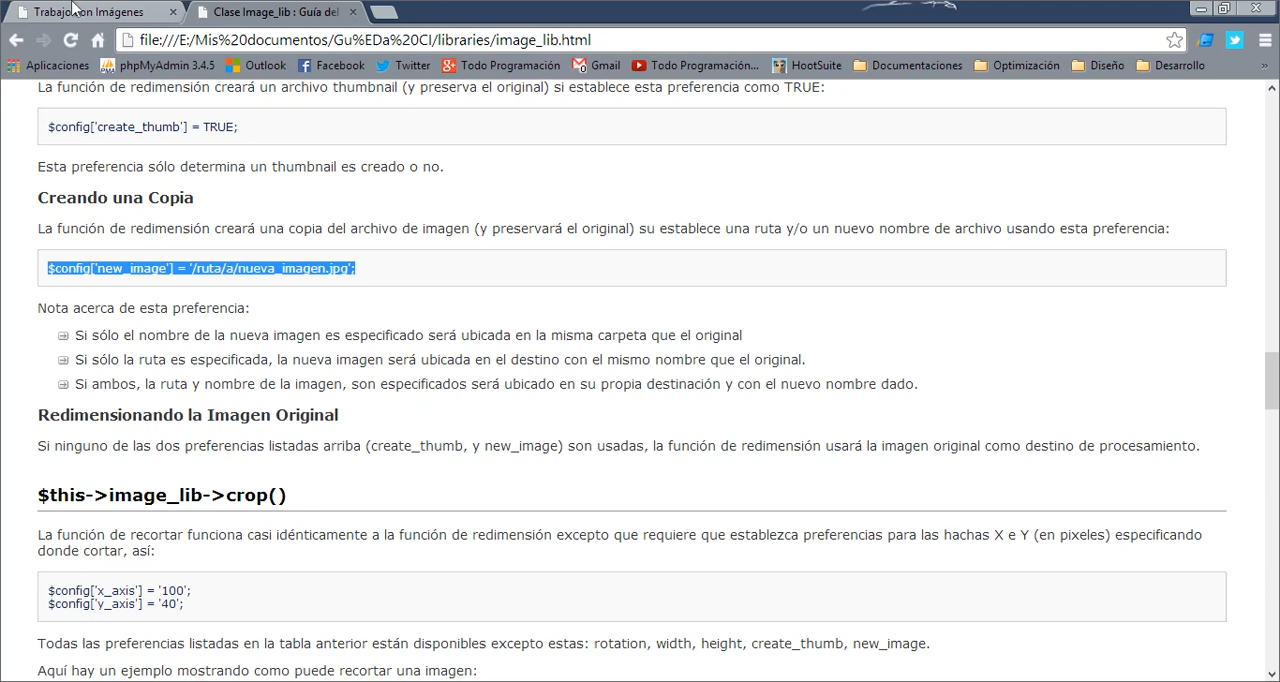 Trabajo con Imágenes
Clase Image_lib : Guía del
file:///E:/Mis%20documentos/Gu%EDa%20CI/libraries/image_lib.html
Aplicaciones phpMyAdmin 3.4.5 Outlook Facebook Twitter Todo Programación Gmail Todo Programación... HootSuite Documentaciones Optimización Diseño Desarrollo »
La función de redimensión creará un archivo thumbnail (y preserva el original) si establece esta preferencia como TRUE:
$config['create_thumb'] = TRUE;
Esta preferencia sólo determina un thumbnail es creado o no.
Creando una Copia
La función de redimensión creará una copia del archivo de imagen (y preservará el original) su establece una ruta y/o un nuevo nombre de archivo usando esta preferencia:
$config['new_image'] = '/ruta/a/nueva_imagen.jpg';
Nota acerca de esta preferencia:
Si sólo el nombre de la nueva imagen es especificado será ubicada en la misma carpeta que el original
Si sólo la ruta es especificada, la nueva imagen será ubicada en el destino con el mismo nombre que el original.
Si ambos, la ruta y nombre de la imagen, son especificados será ubicado en su propia destinación y con el nuevo nombre dado.
Redimensionando la Imagen Original
Si ninguno de las dos preferencias listadas arriba (create_thumb, y new_image) son usadas, la función de redimensión usará la imagen original como destino de procesamiento.
$this->image_lib->crop()
La función de recortar funciona casi idénticamente a la función de redimensión excepto que requiere que establezca preferencias para las hachas X e Y (en pixeles) especificando
donde cortar, así:
$config['x_axis'] = '100';
$config['y_axis'] = '40';
Todas las preferencias listadas en la tabla anterior están disponibles excepto estas: rotation, width, height, create_thumb, new_image.
Aquí hay un ejemplo mostrando como puede recortar una imagen: